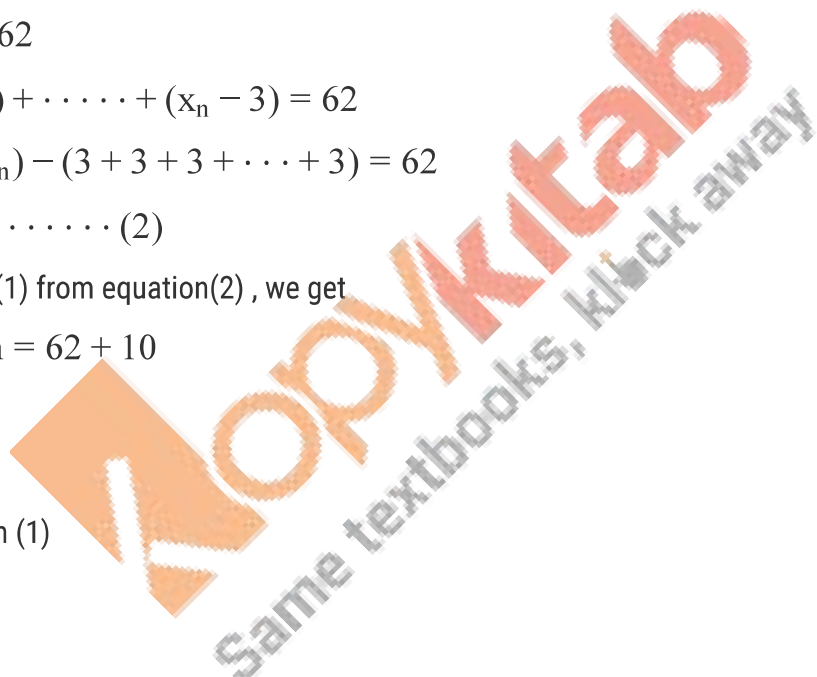 62
) + · · · · · + (xₙ − 3) = 62
ₙ) − (3 + 3 + 3 + · · · + 3) = 62
· · · · · · (2)
(1) from equation(2) , we get
= 62 + 10
n (1)
Kopykitab
Same textbooks, klick away